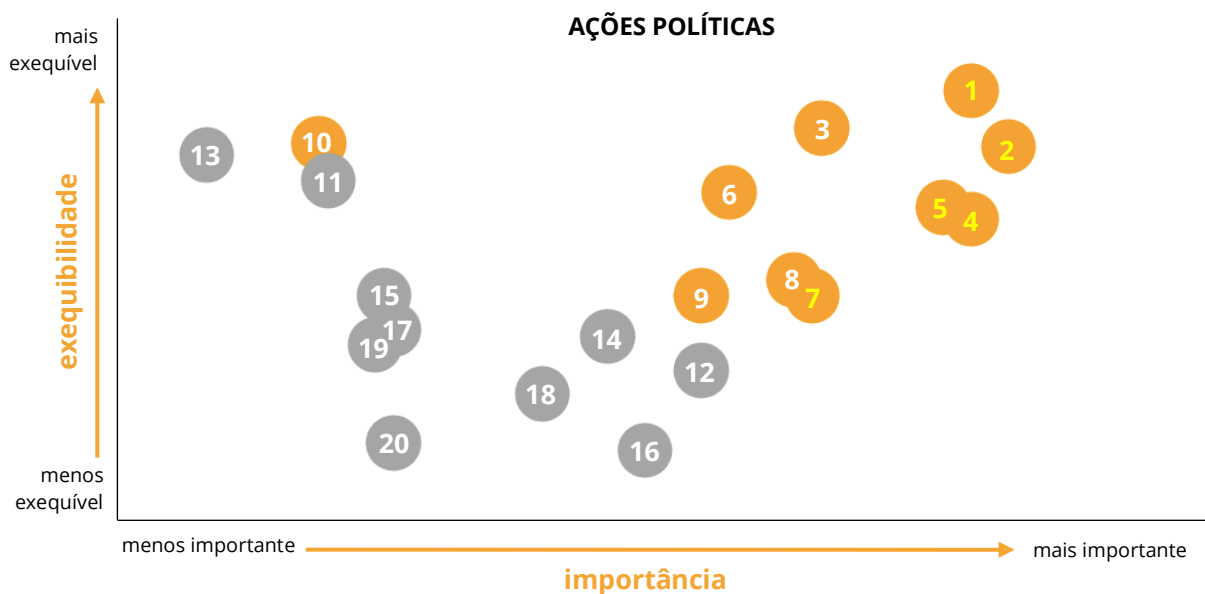 AÇÕES POLÍTICAS
mais
exequível
1
3
2
10
13
11
6
5
4
8
7
9
15
17
19
14
12
18
20
16
exequibilidade
menos
exequível
menos importante
mais importante
importância